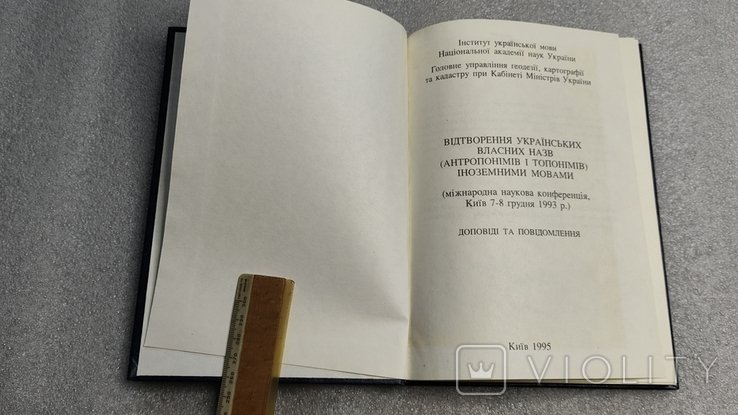 Інститут української мови
Національної академії наук України
Головне управління геодезії, картографії
та кадастру при Кабінеті Міністрів України
ВІДТВОРЕННЯ УКРАЇНСЬКИХ
ВЛАСНИХ НАЗВ
(АНТРОПОНІМІВ І ТОПОНІМІВ)
ІНОЗЕМНИМИ МОВАМИ
(міжнародна наукова конференція,
Київ 7-8 грудня 1993 р.)
ДОПОВІДІ ТА ПОВІДОМЛЕННЯ
Київ 1995
VIOLITY